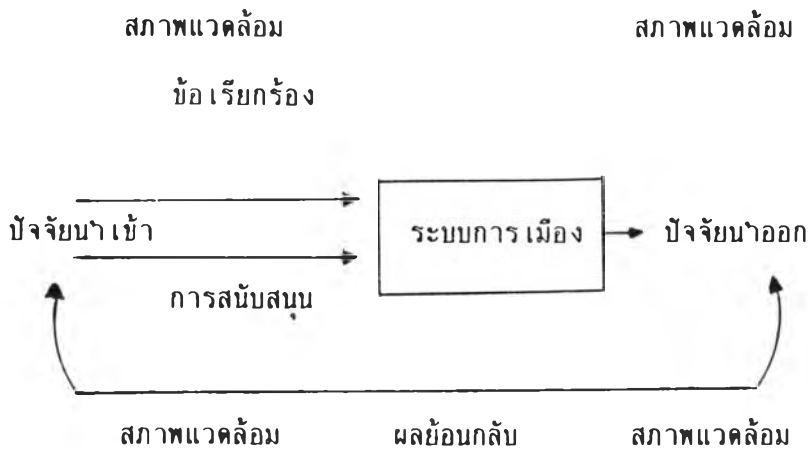 สภาพแวดล้อม สภาพแวดล้อม
ข้อเรียกร้อง
ปัจจัยนำเข้า ระบบการเมือง ปัจจัยนำออก
การสนับสนุน
สภาพแวดล้อม ผลย้อนกลับ สภาพแวดล้อม